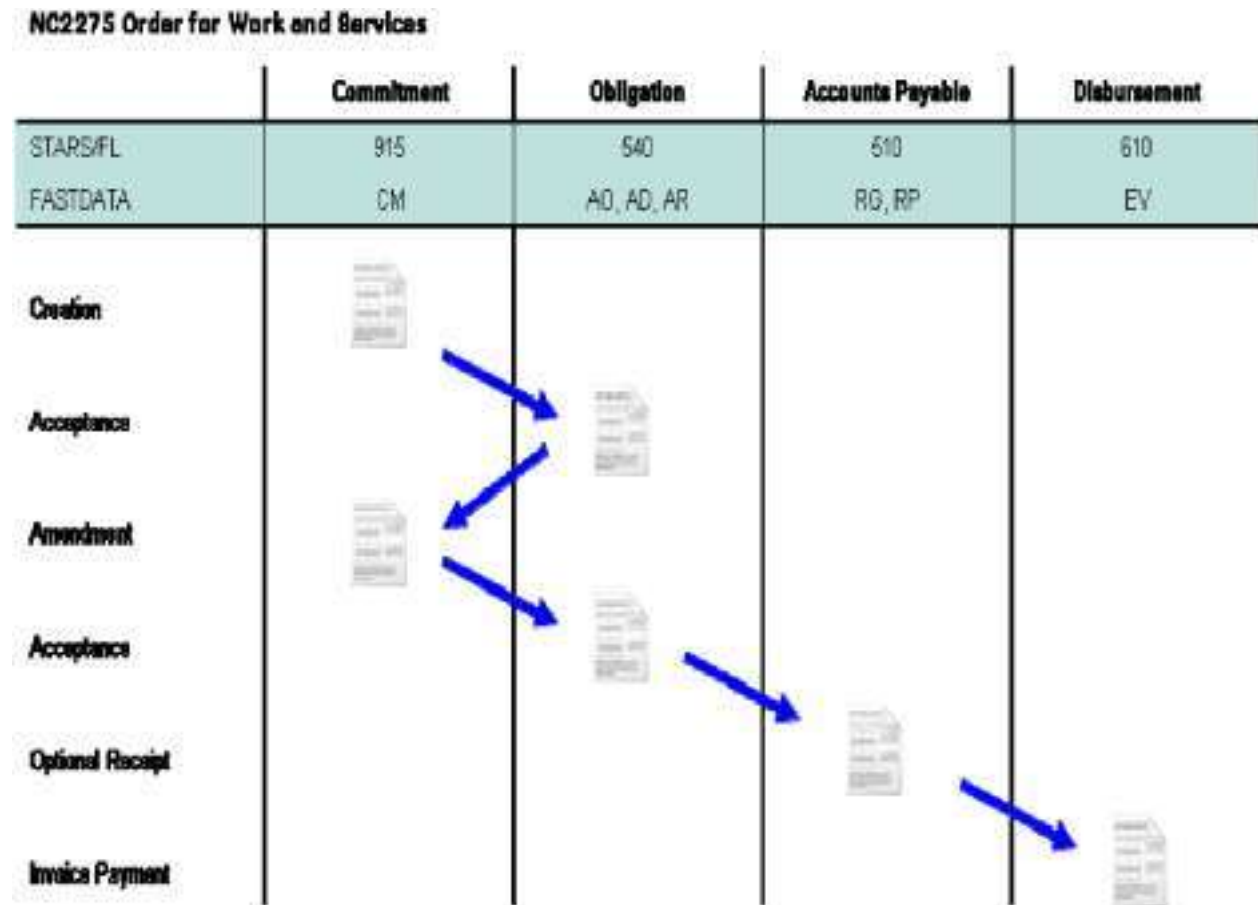 NC2275 Order for Work and Services
Commitment Obligation Accounts Payable Disbursement
STARS/FL 915 540 510 610
FASTDATA CM AO, AD, AR RG, RP EV
Creation
Acceptance
Amendment
Acceptance
Optional Receipt
Invoice Payment